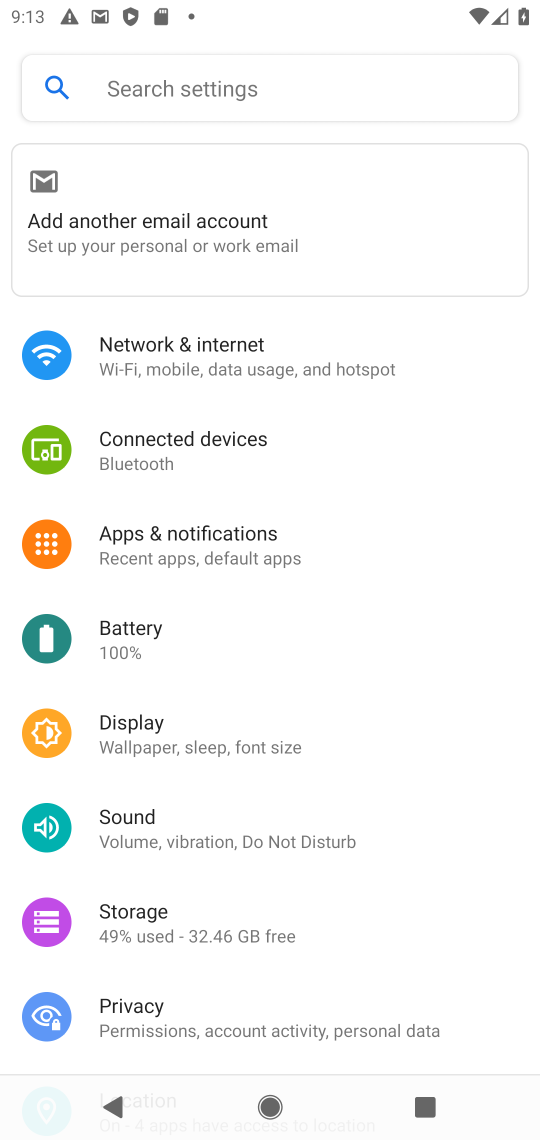 9:13
Search settings
Add another email account
Set up your personal or work email
Network & internet
Wi-Fi, mobile, data usage, and hotspot
Connected devices
Bluetooth
Apps & notifications
Recent apps, default apps
Battery
100%
Display
Wallpaper, sleep, font size
Sound
Volume, vibration, Do Not Disturb
Storage
49% used - 32.46 GB free
Privacy
Permissions, account activity, personal data
Location
On - 4 apps have access to location